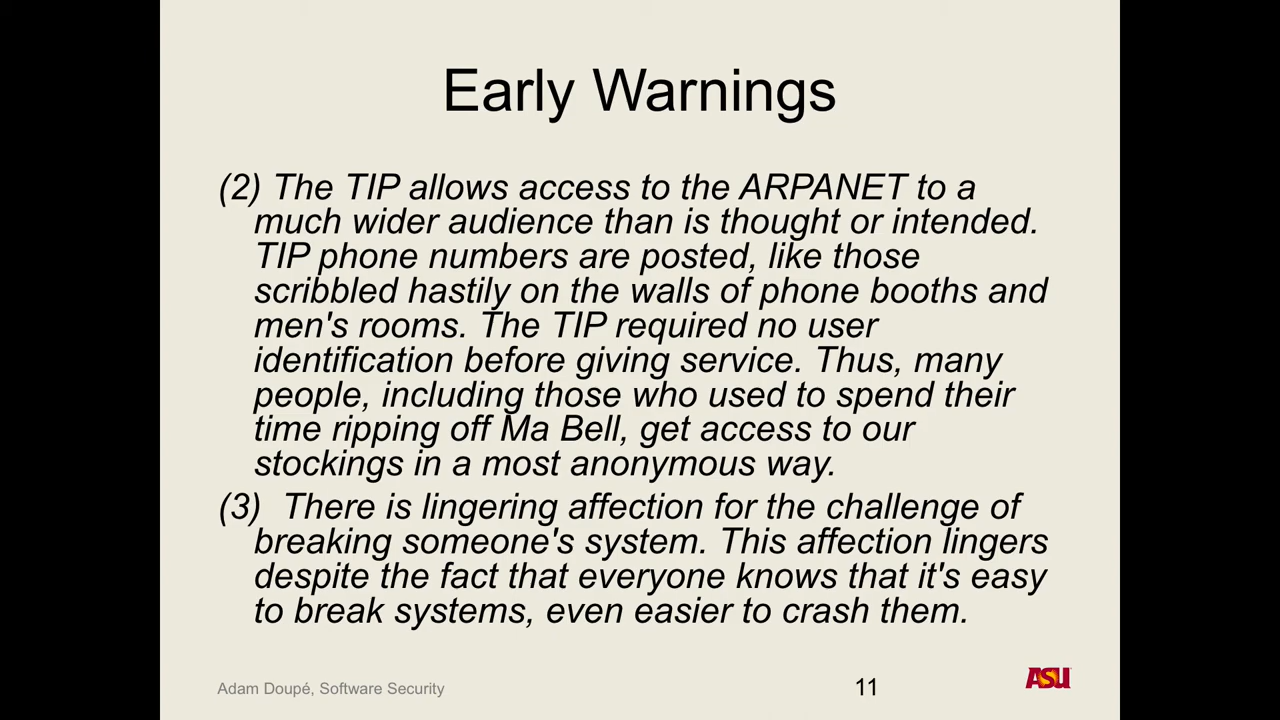 Early Warnings
(2) The TIP allows access to the ARPANET to a
much wider audience than is thought or intended.
TIP phone numbers are posted, like those
scribbled hastily on the walls of phone booths and
men's rooms. The TIP required no user
identification before giving service. Thus, many
people, including those who used to spend their
time ripping off Ma Bell, get access to our
stockings in a most anonymous way.
(3) There is lingering affection for the challenge of
breaking someone's system. This affection lingers
despite the fact that everyone knows that it's easy
to break systems, even easier to crash them.
Adam Doupé, Software Security
11
ASU